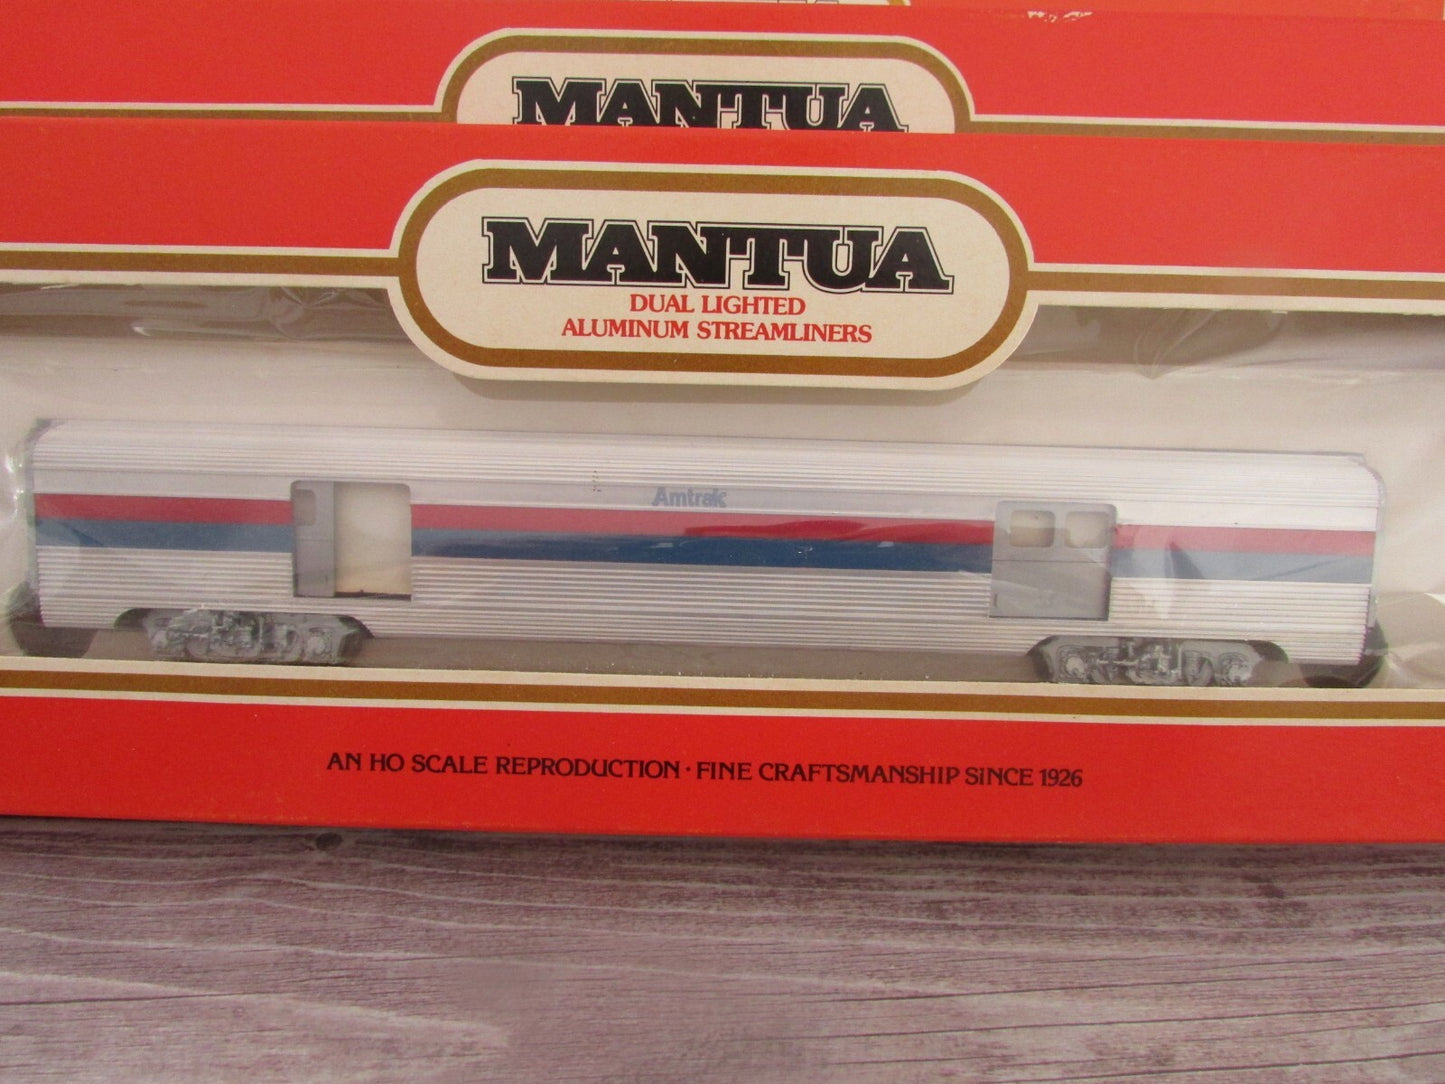 MANTUA
MANTUA
DUAL LIGHTED
ALUMINUM STREAMLINERS
Amtrak
AN HO SCALE REPRODUCTION · FINE CRAFTSMANSHIP SINCE 1926